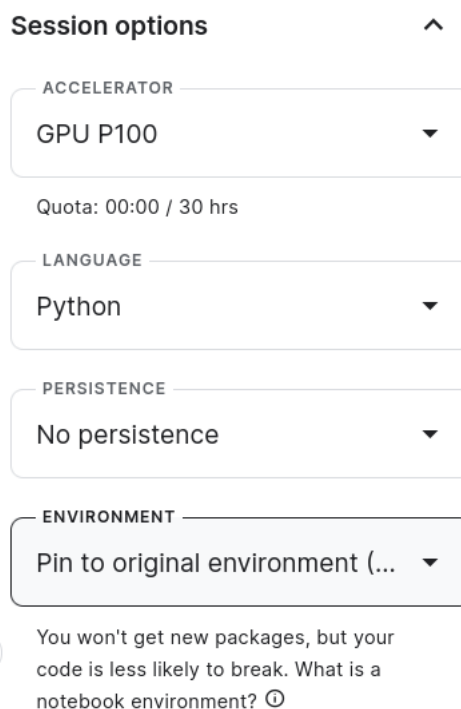 Session options
ACCELERATOR
GPU P100
Quota: 00:00 / 30 hrs
LANGUAGE
Python
PERSISTENCE
No persistence
ENVIRONMENT
Pin to original environment (...
You won't get new packages, but your
code is less likely to break. What is a
notebook environment?